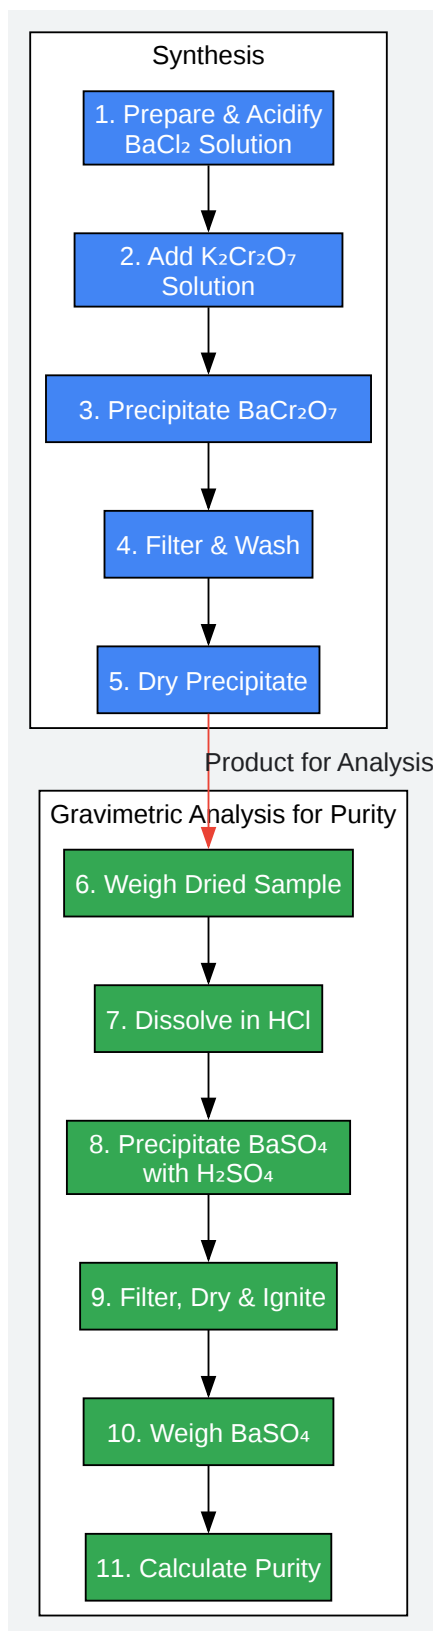 Synthesis
1. Prepare & Acidify
BaCl₂ Solution
2. Add K₂Cr₂O₇
Solution
3. Precipitate BaCr₂O₇
4. Filter & Wash
5. Dry Precipitate
Product for Analysis
Gravimetric Analysis for Purity
6. Weigh Dried Sample
7. Dissolve in HCl
8. Precipitate BaSO₄
with H₂SO₄
9. Filter, Dry & Ignite
10. Weigh BaSO₄
11. Calculate Purity